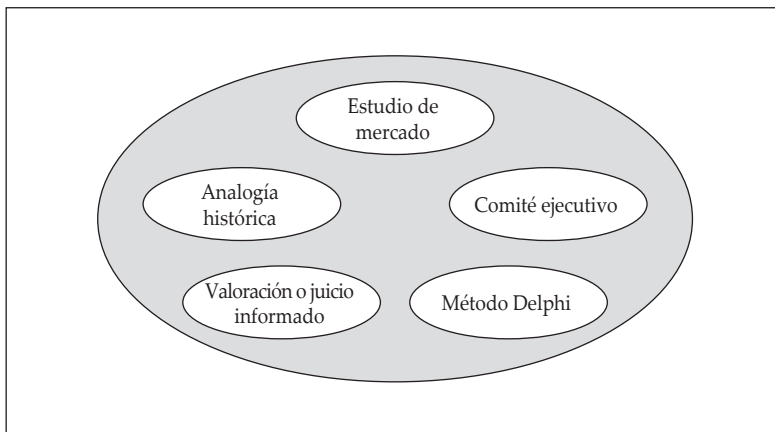 Estudio de
mercado
Analogía
histórica
Comité ejecutivo
Valoración o juicio
informado
Método Delphi